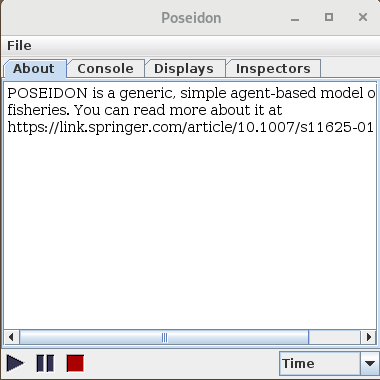 Poseidon
File
About Console Displays Inspectors
POSEIDON is a generic, simple agent-based model o
fisheries. You can read more about it at
https://link.springer.com/article/10.1007/s11625-01
Time